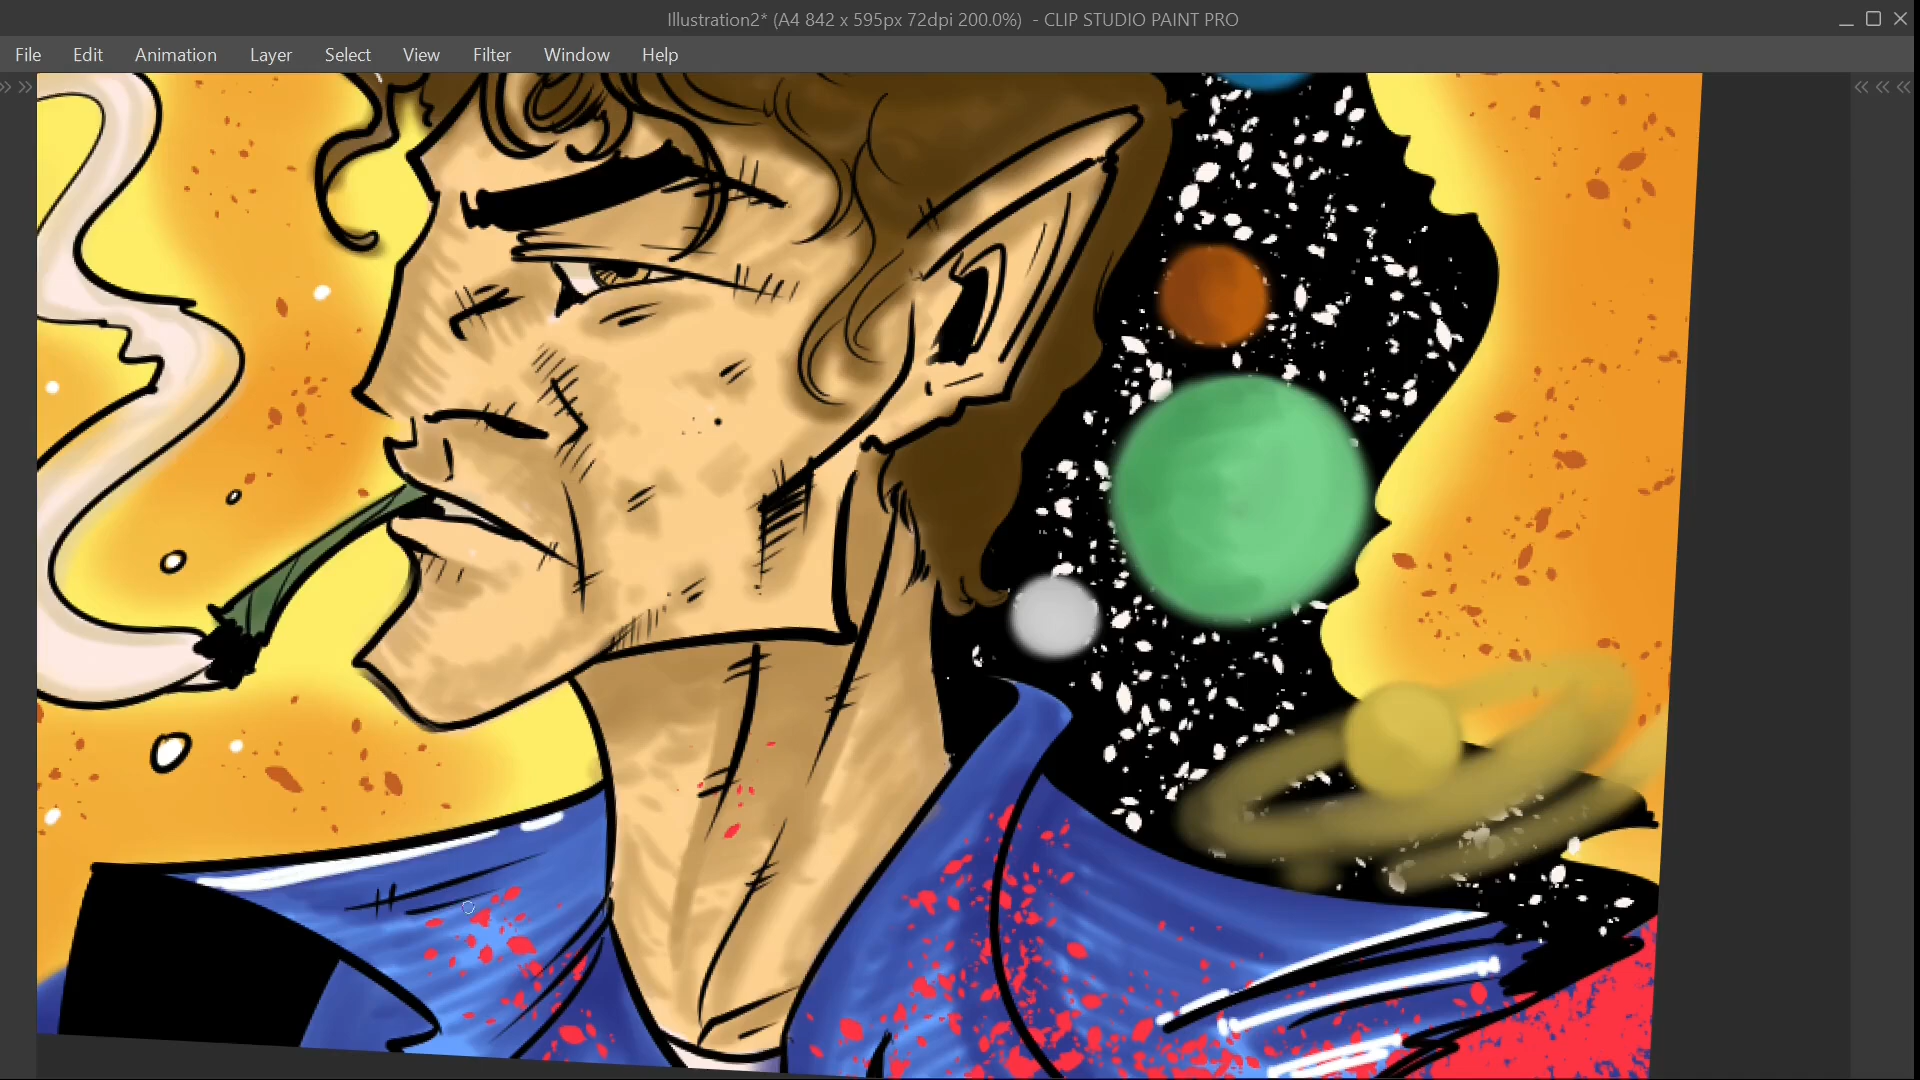 Illustration2* (A4 842 x 595px 72dpi 200.0%) - CLIP STUDIO PAINT PRO
File Edit Animation Layer Select View Filter Window Help